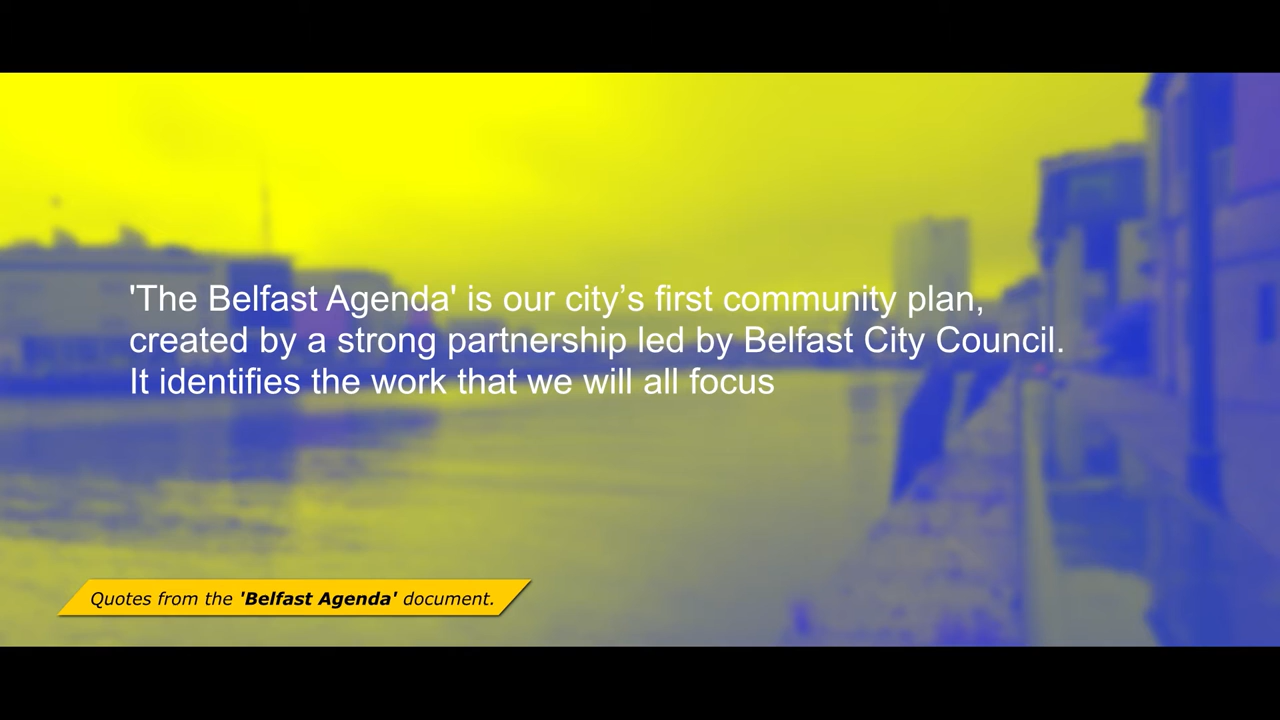 'The Belfast Agenda' is our city’s first community plan,
created by a strong partnership led by Belfast City Council.
It identifies the work that we will all focus
Quotes from the 'Belfast Agenda' document.